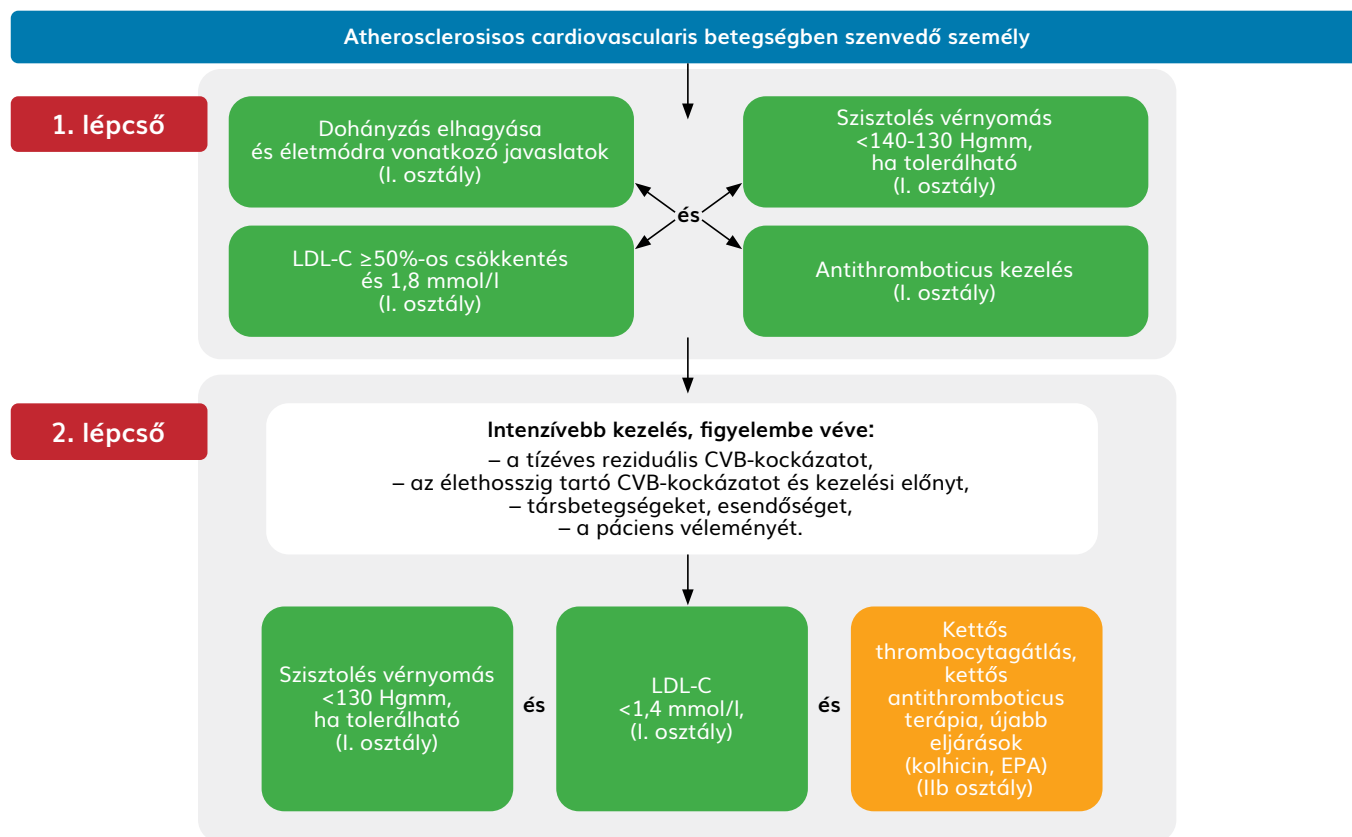 Atherosclerosisos cardiovascularis betegségben szenvedő személy
1. lépcső
Dohányzás elhagyása
és életmódra vonatkozó javaslatok
(I. osztály)
Szisztolés vérnyomás
<140-130 Hgmm,
ha tolerálható
(I. osztály)
és
LDL-C ≥50%-os csökkentés
és 1,8 mmol/l
(I. osztály)
Antithromboticus kezelés
(I. osztály)
2. lépcső
Intenzívebb kezelés, figyelembe véve:
– a tízéves reziduális CVB-kockázatot,
– az élethosszig tartó CVB-kockázatot és kezelési előnyt,
– társbetegségeket, esendőséget,
– a páciens véleményét.
Szisztolés vérnyomás
<130 Hgmm,
ha tolerálható
(I. osztály)
és
LDL-C
<1,4 mmol/l,
(I. osztály)
és
Kettős
thrombocytagátlás,
kettős
antithromboticus
terápia, újabb
eljárások
(kolhicin, EPA)
(IIb osztály)